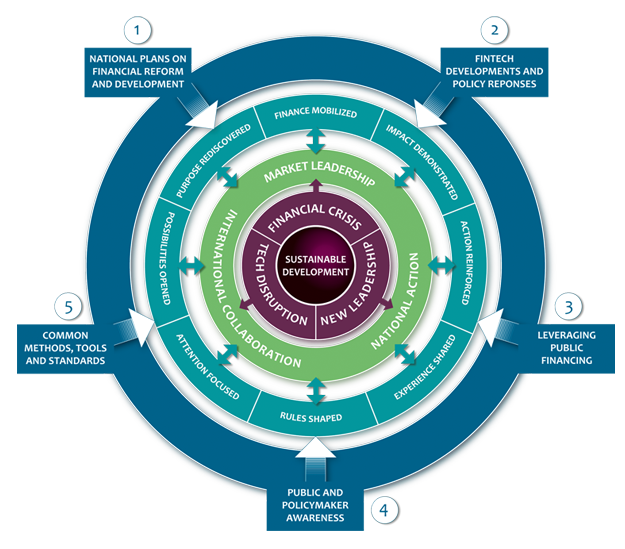 1
NATIONAL PLANS ON
FINANCIAL REFORM
AND DEVELOPMENT
2
FINTECH
DEVELOPMENTS AND
POLICY REPONSES
FINANCE MOBILIZED
PURPOSE REDISCOVERED
IMPACT DEMONSTRATED
MARKET LEADERSHIP
FINANCIAL CRISIS
POSSIBILITIES OPENED
INTERNATIONAL COLLABORATION
TECH DISRUPTION
SUSTAINABLE
DEVELOPMENT
NEW LEADERSHIP
NATIONAL ACTION
ACTION REINFORCED
5
COMMON
METHODS, TOOLS
AND STANDARDS
3
LEVERAGING
PUBLIC
FINANCING
ATTENTION FOCUSED
RULES SHAPED
EXPERIENCE SHARED
PUBLIC AND
POLICYMAKER
AWARENESS
4